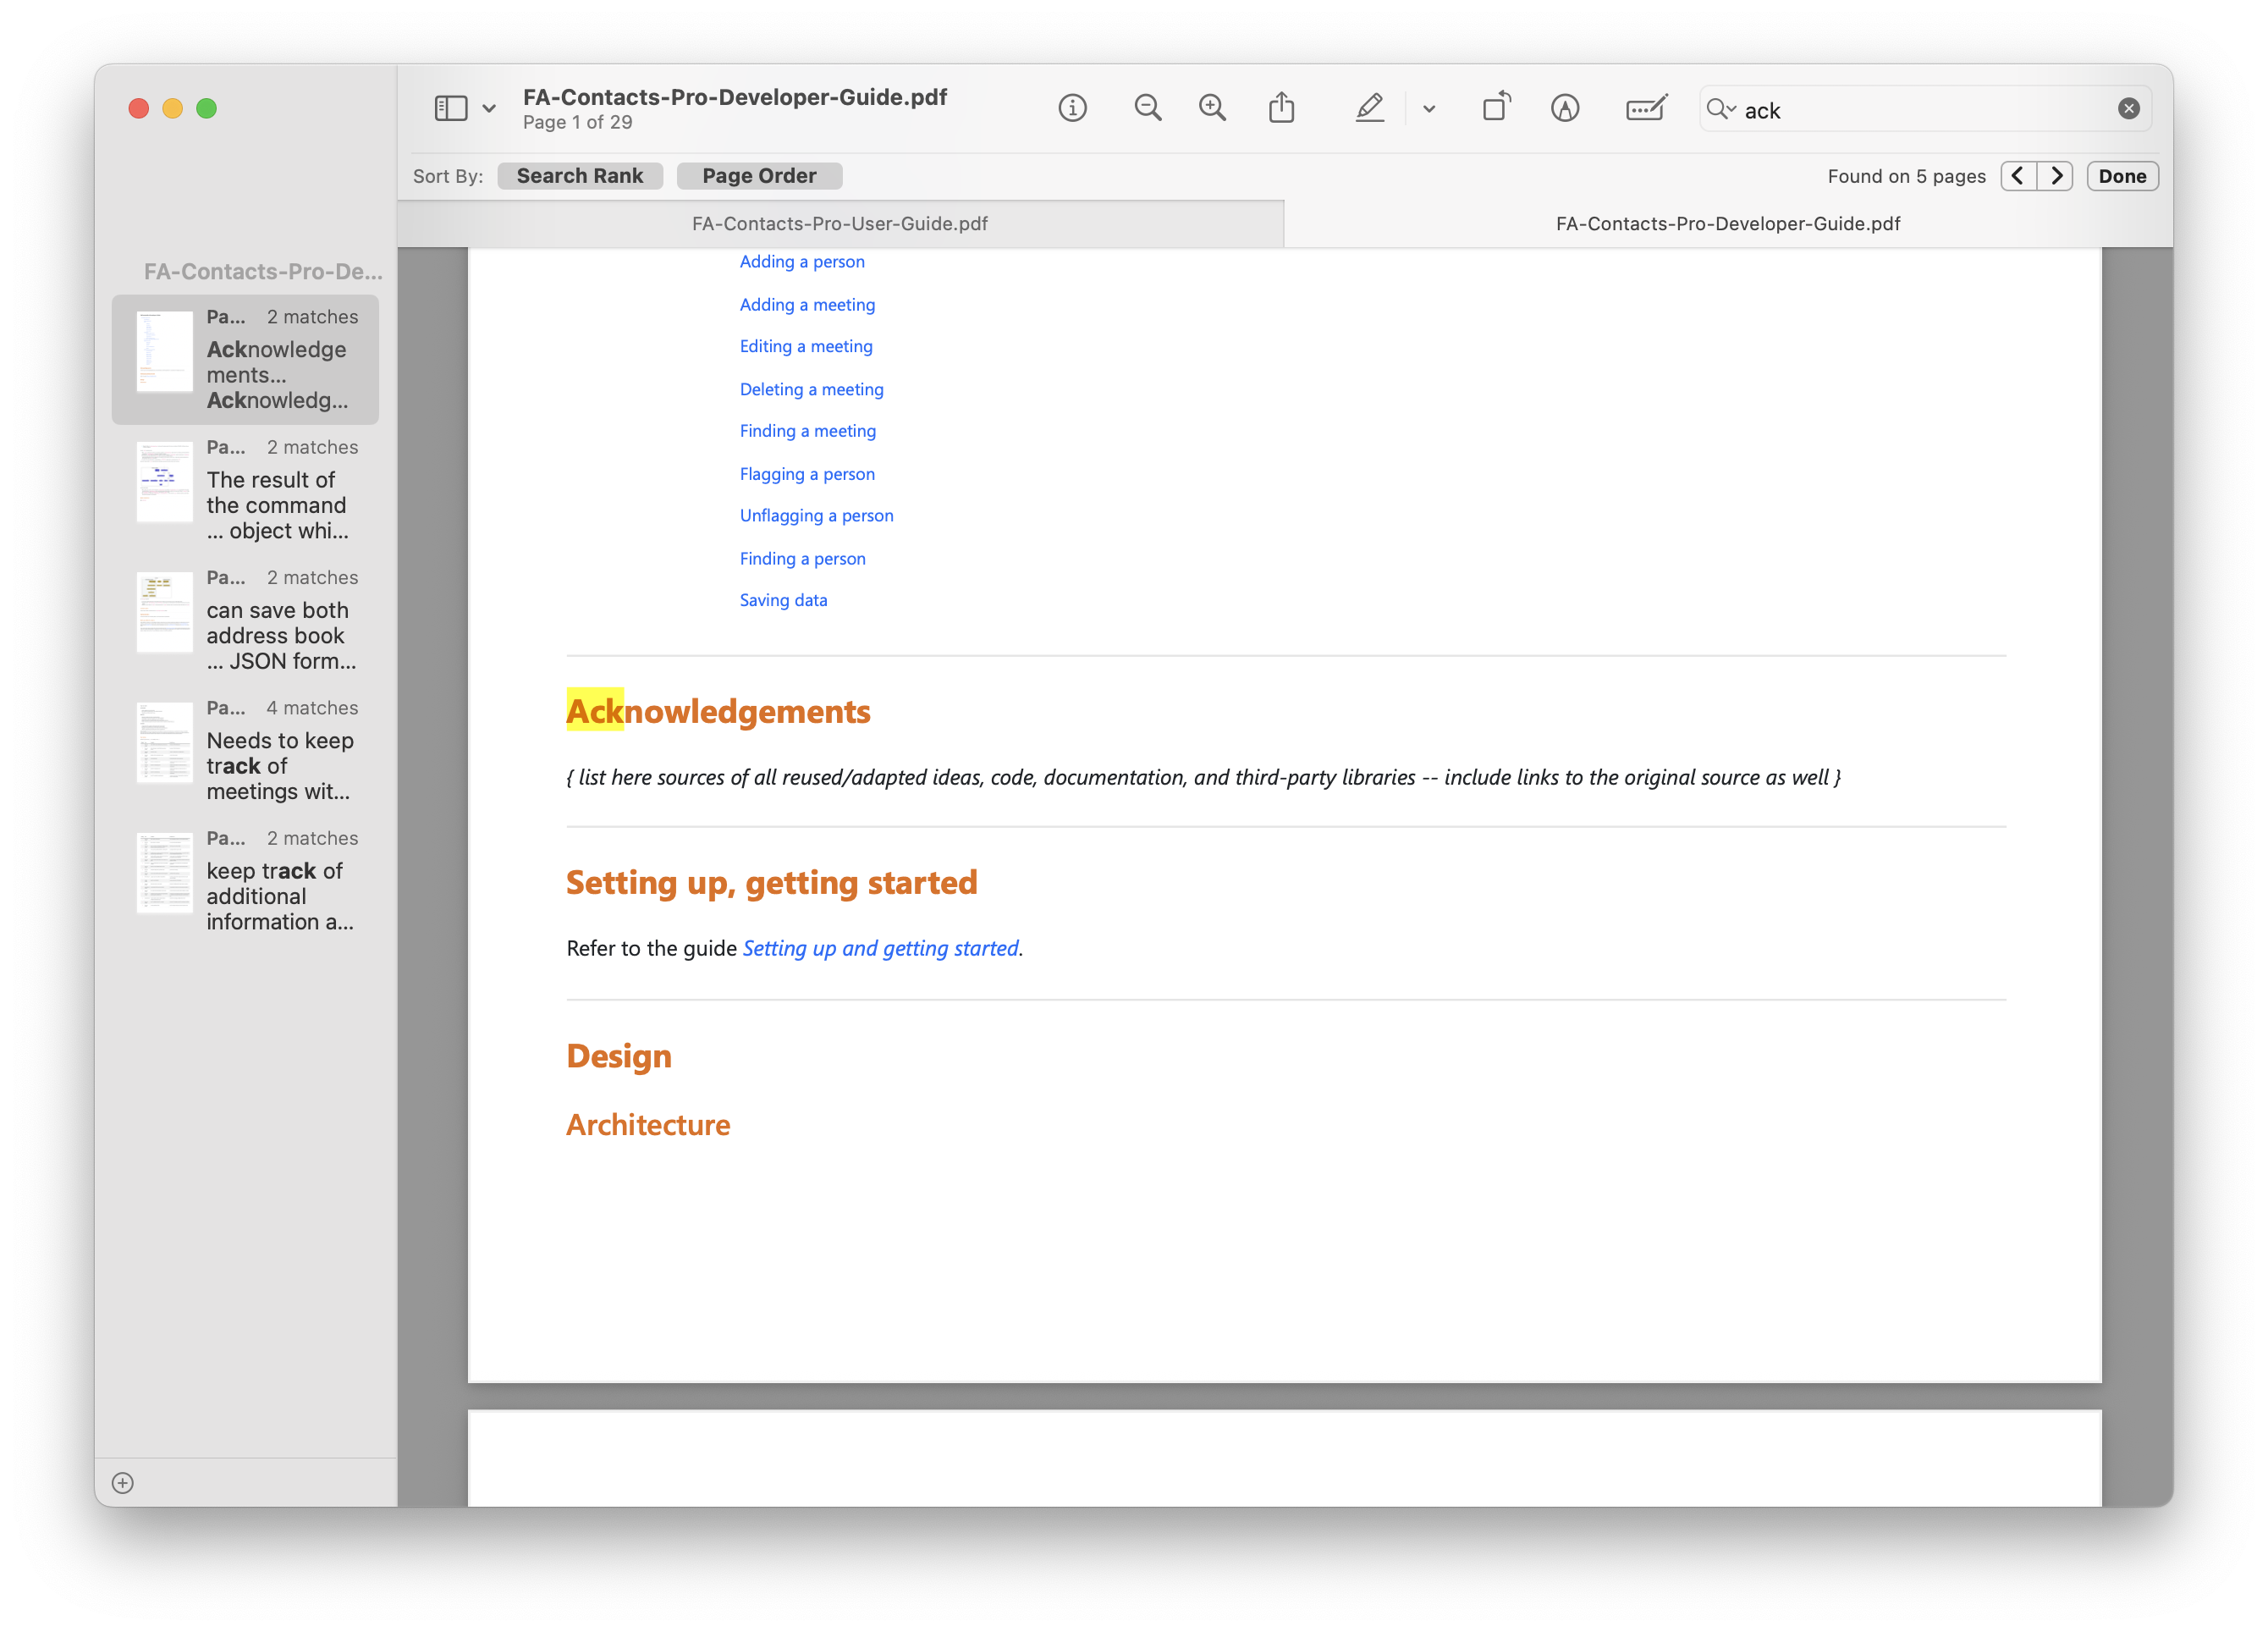 FA-Contacts-Pro-Developer-Guide.pdf
Page 1 of 29
ack
Sort By:
Search Rank
Page Order
Found on 5 pages
Done
FA-Contacts-Pro-User-Guide.pdf
FA-Contacts-Pro-Developer-Guide.pdf
FA-Contacts-Pro-De...
Pa... 2 matches
Acknowledge
ments...
Acknowledg...
Pa... 2 matches
The result of
the command
... object whi...
Pa... 2 matches
can save both
address book
... JSON form...
Pa... 4 matches
Needs to keep
track of
meetings wit...
Pa... 2 matches
keep track of
additional
information a...
Adding a person
Adding a meeting
Editing a meeting
Deleting a meeting
Finding a meeting
Flagging a person
Unflagging a person
Finding a person
Saving data
Acknowledgements
{ list here sources of all reused/adapted ideas, code, documentation, and third-party libraries -- include links to the original source as well }
Setting up, getting started
Refer to the guide Setting up and getting started.
Design
Architecture